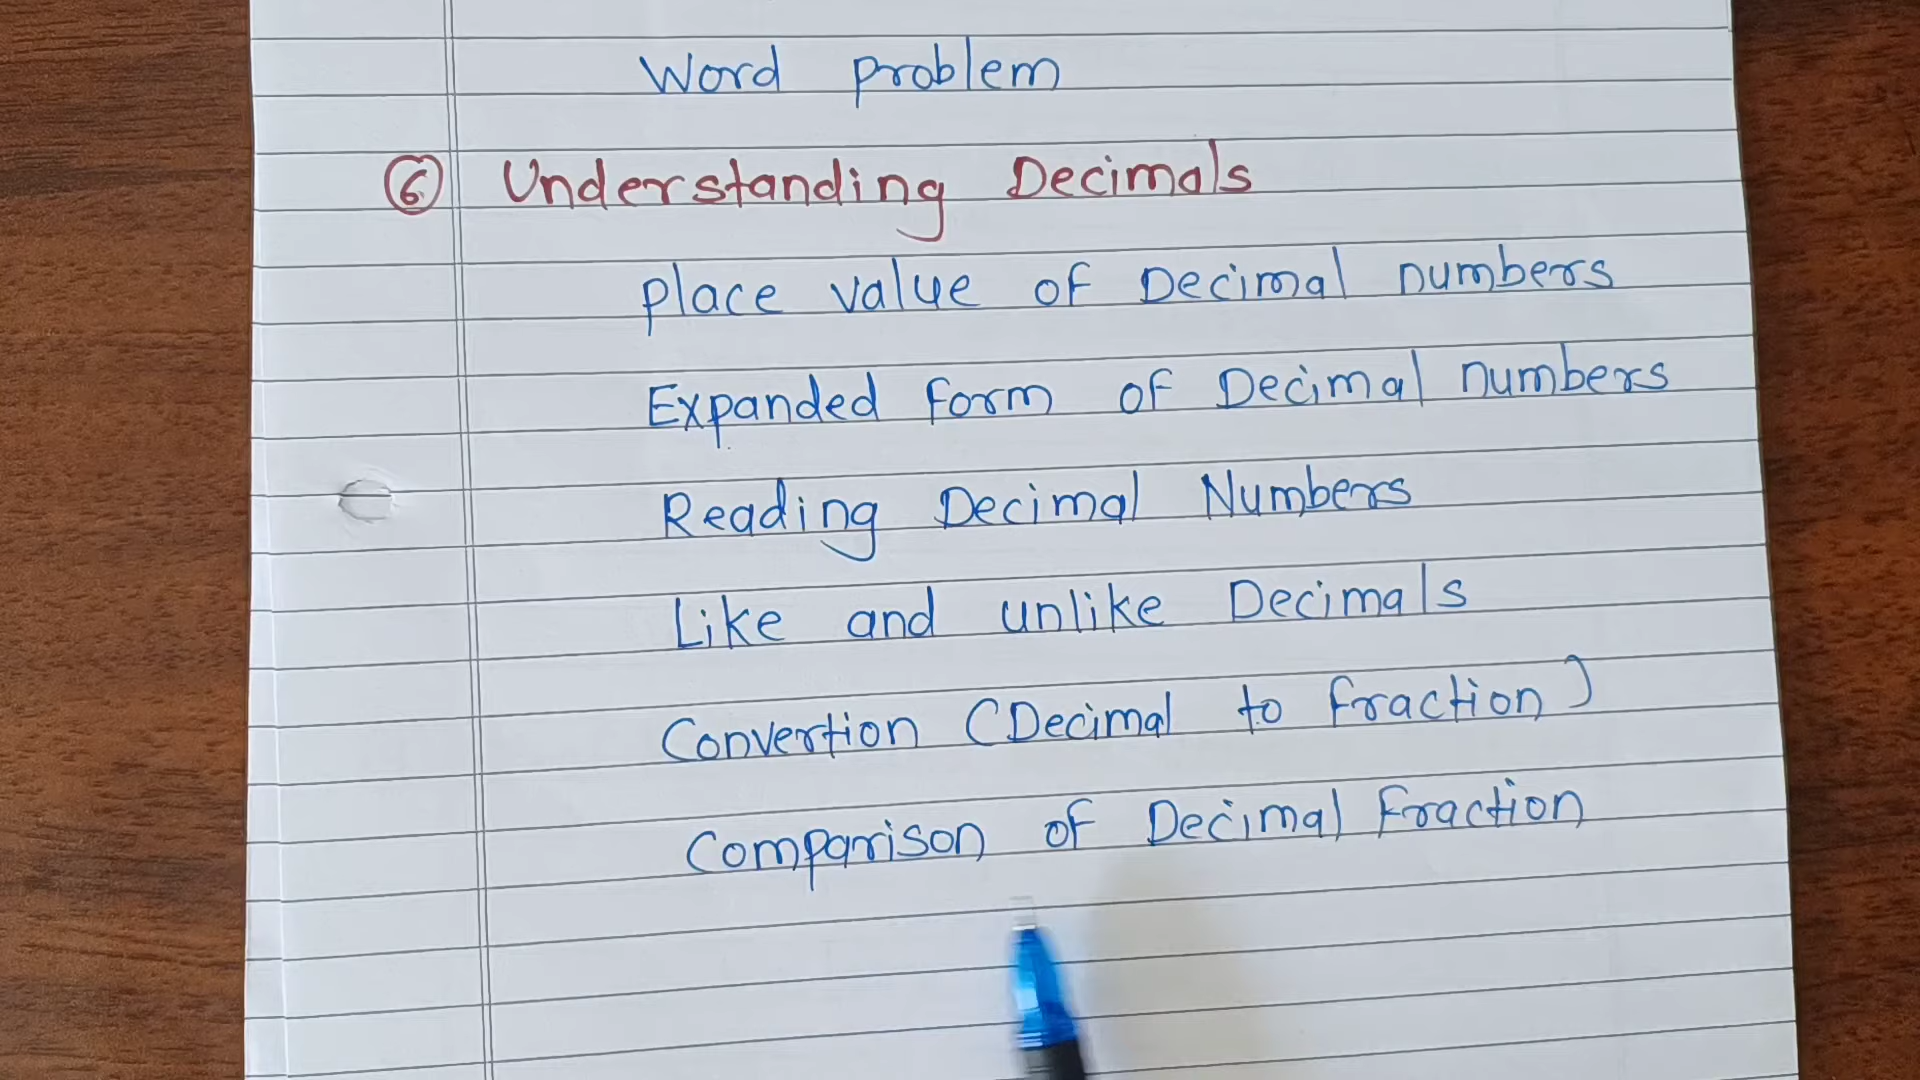 Word problem
6 Understanding Decimals
place value of Decimal numbers
Expanded form of Decimal numbers
Reading Decimal Numbers
Like and unlike Decimals
Convertion (Decimal to fraction)
Comparison of Decimal Fraction